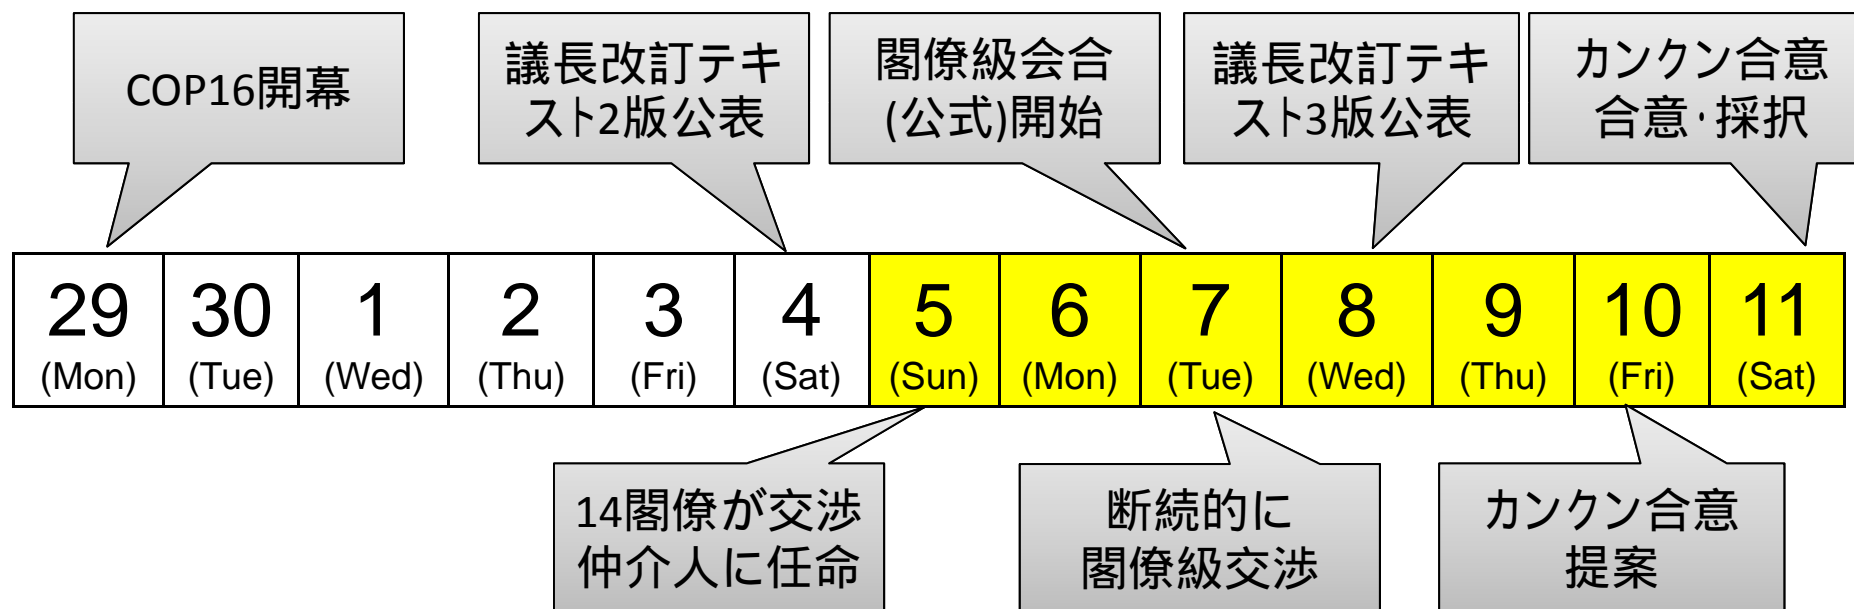 COP16開幕
議長改訂テキ
スト2版公表
閣僚級会合
(公式)開始
議長改訂テキ
スト3版公表
カンクン合意
合意・採択
29 30 1 2 3 4 5 6 7 8 9 10 11
(Mon) (Tue) (Wed) (Thu) (Fri) (Sat) (Sun) (Mon) (Tue) (Wed) (Thu) (Fri) (Sat)
14閣僚が交渉
仲介人に任命
断続的に
閣僚級交渉
カンクン合意
提案